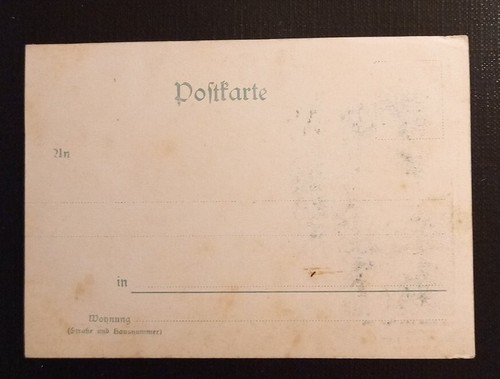 Postkarte
An
in
Wohnung
(Straße und Hausnummer)